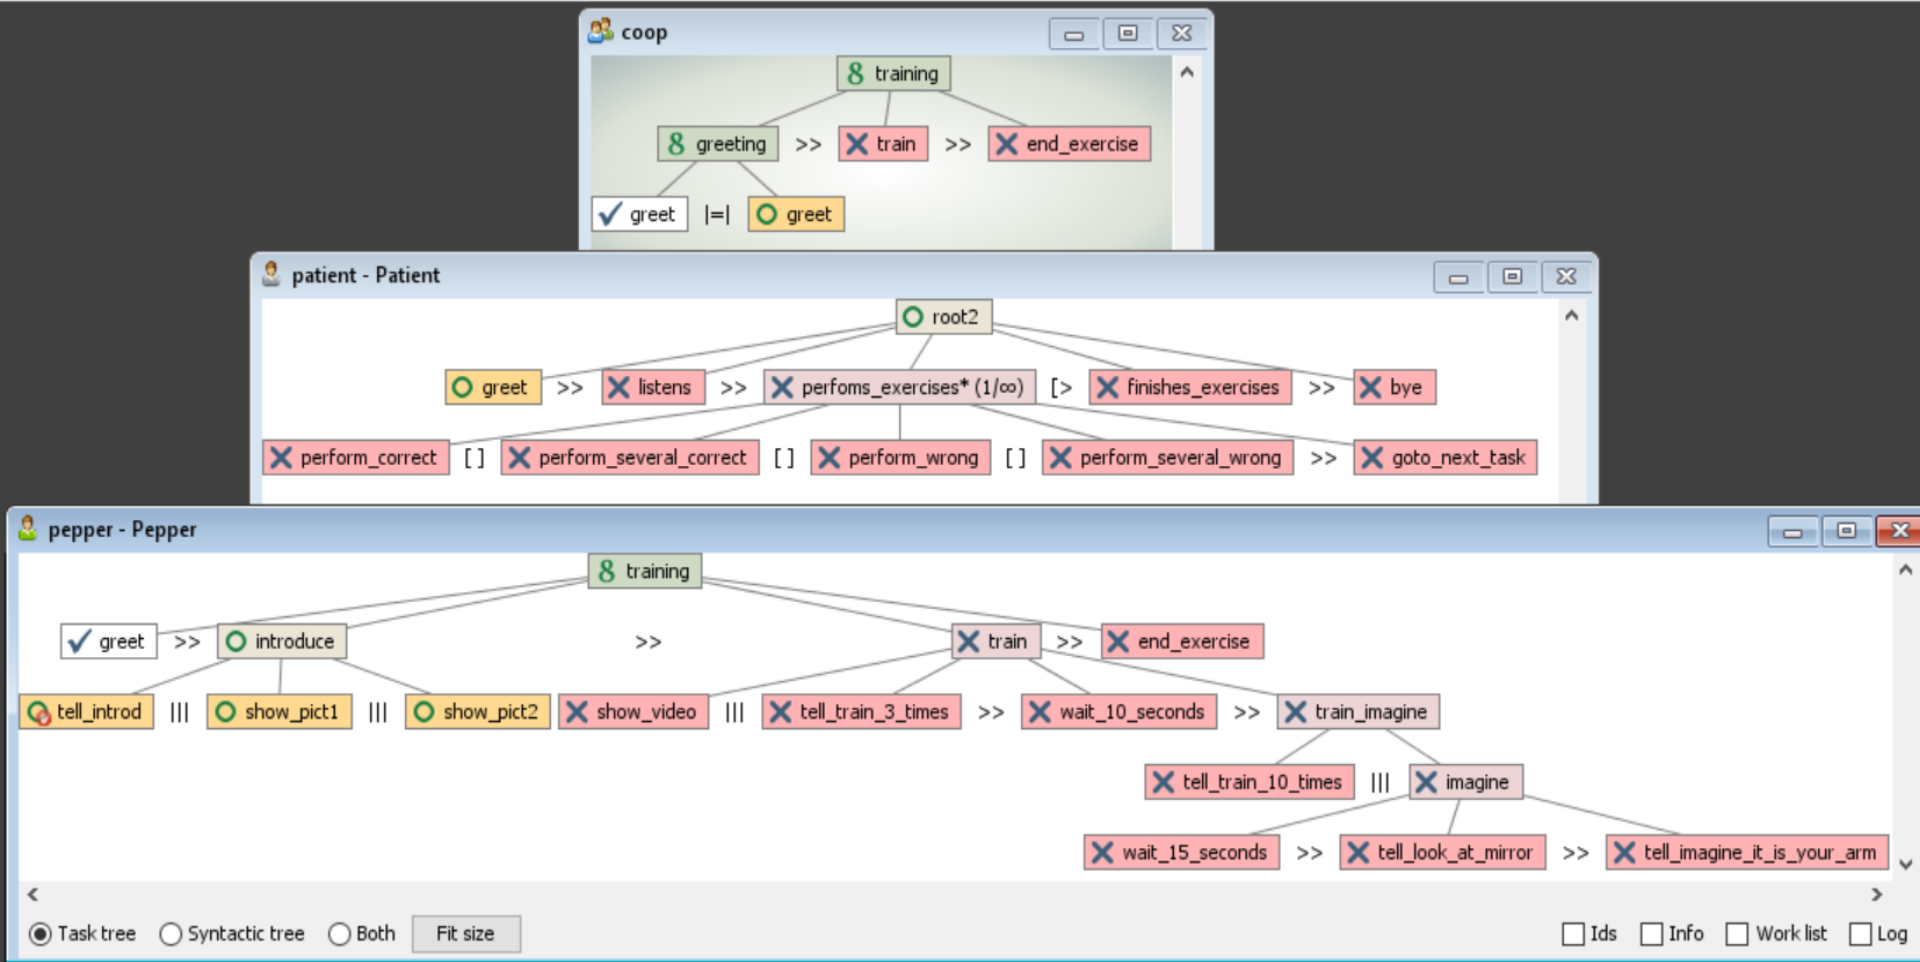 coop
training
greeting >> train >> end_exercise
greet |=| greet
patient - Patient
root2
greet >> listens >> perfoms_exercises* (1/∞) [> finishes_exercises >> bye
perform_correct [] perform_several_correct [] perform_wrong [] perform_several_wrong >> goto_next_task
pepper - Pepper
training
greet >> introduce >> train >> end_exercise
tell_introd ||| show_pict1 ||| show_pict2 show_video ||| tell_train_3_times >> wait_10_seconds >> train_imagine
tell_train_10_times ||| imagine
wait_15_seconds >> tell_look_at_mirror >> tell_imagine_it_is_your_arm
Task tree Syntactic tree Both Fit size Ids Info Work list Log